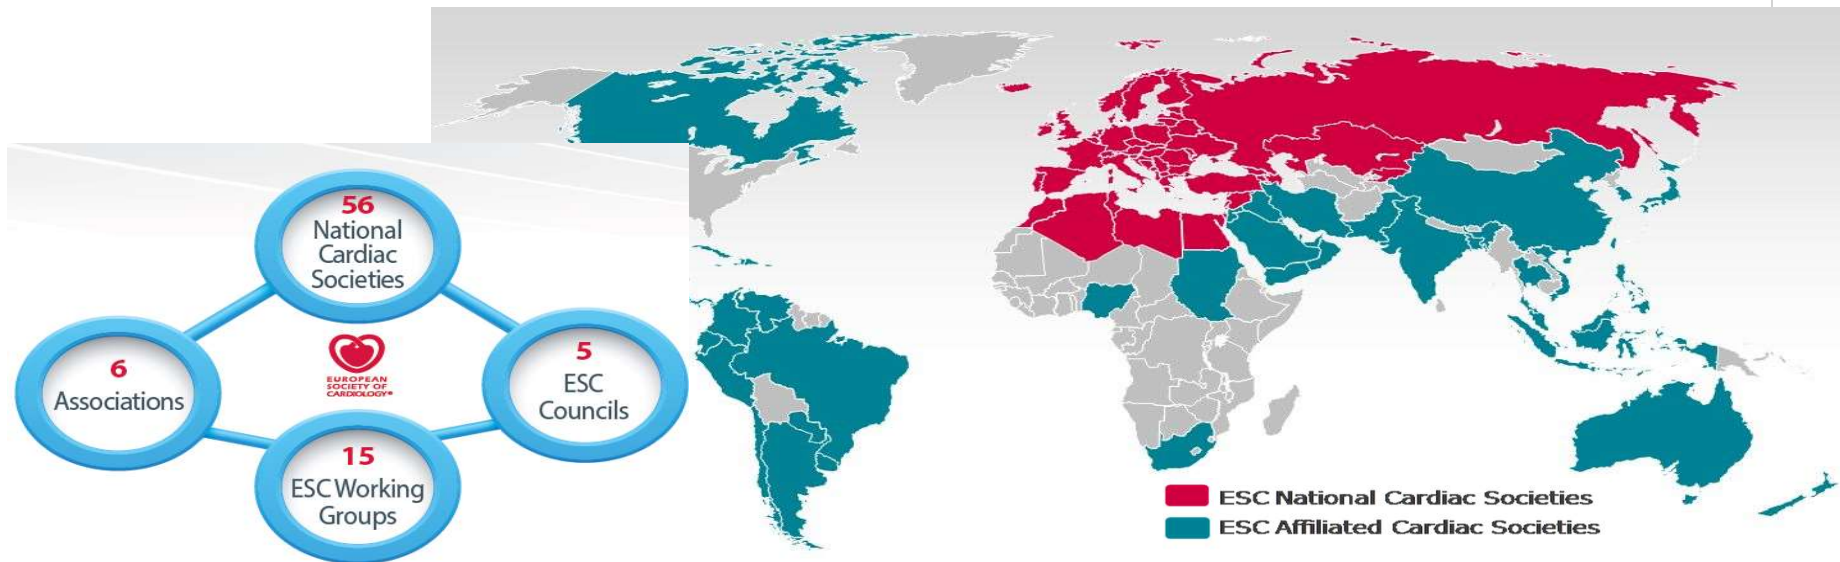 56
National
Cardiac
Societies
6
Associations
EUROPEAN
SOCIETY OF
CARDIOLOGY®
5
ESC
Councils
15
ESC Working
Groups
ESC National Cardiac Societies
ESC Affiliated Cardiac Societies